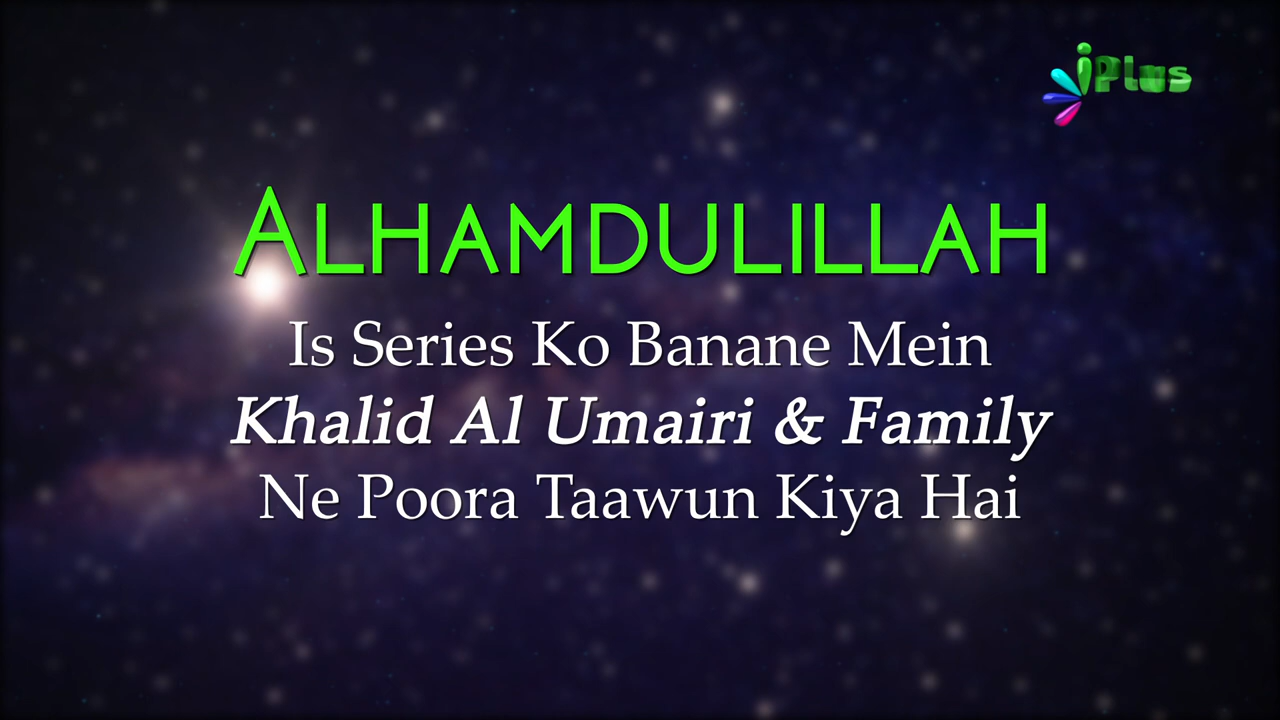 iPlus
ALHAMDULILLAH
Is Series Ko Banane Mein
Khalid Al Umairi & Family
Ne Poora Taawun Kiya Hai